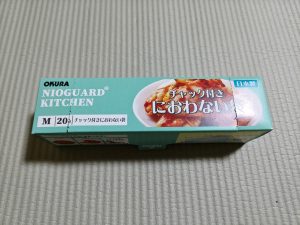 OKURA
NIOGUARD®
KITCHEN
チャック付き
におわない袋
日本製
M 20枚 チャック付きにおわない袋